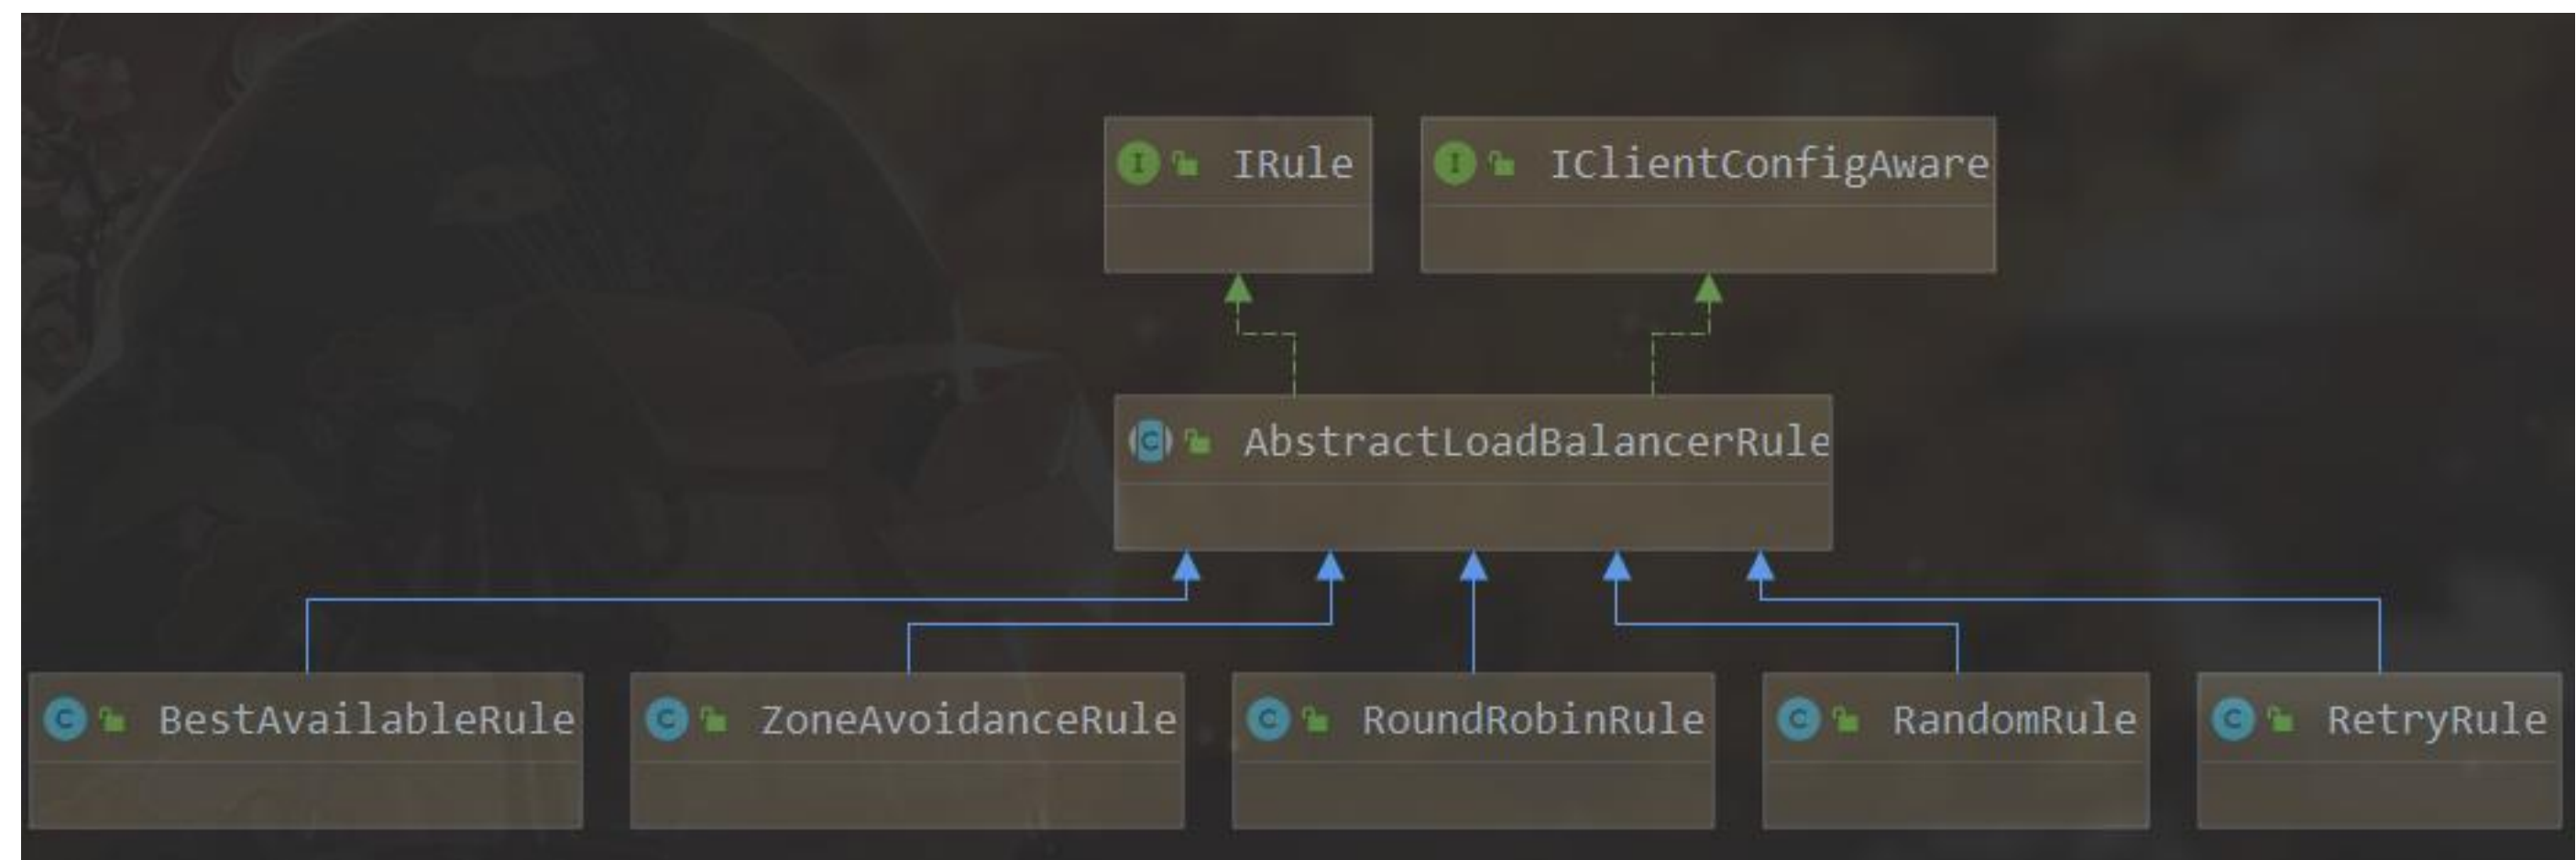 I IRule
I IClientConfigAware
C AbstractLoadBalancerRule
C BestAvailableRule
C ZoneAvoidanceRule
C RoundRobinRule
C RandomRule
C RetryRule